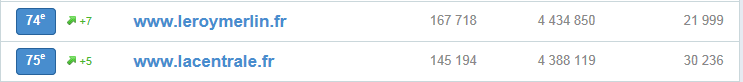 74e +7 www.leroymerlin.fr 167 718 4 434 850 21 999
75e +5 www.lacentrale.fr 145 194 4 388 119 30 236